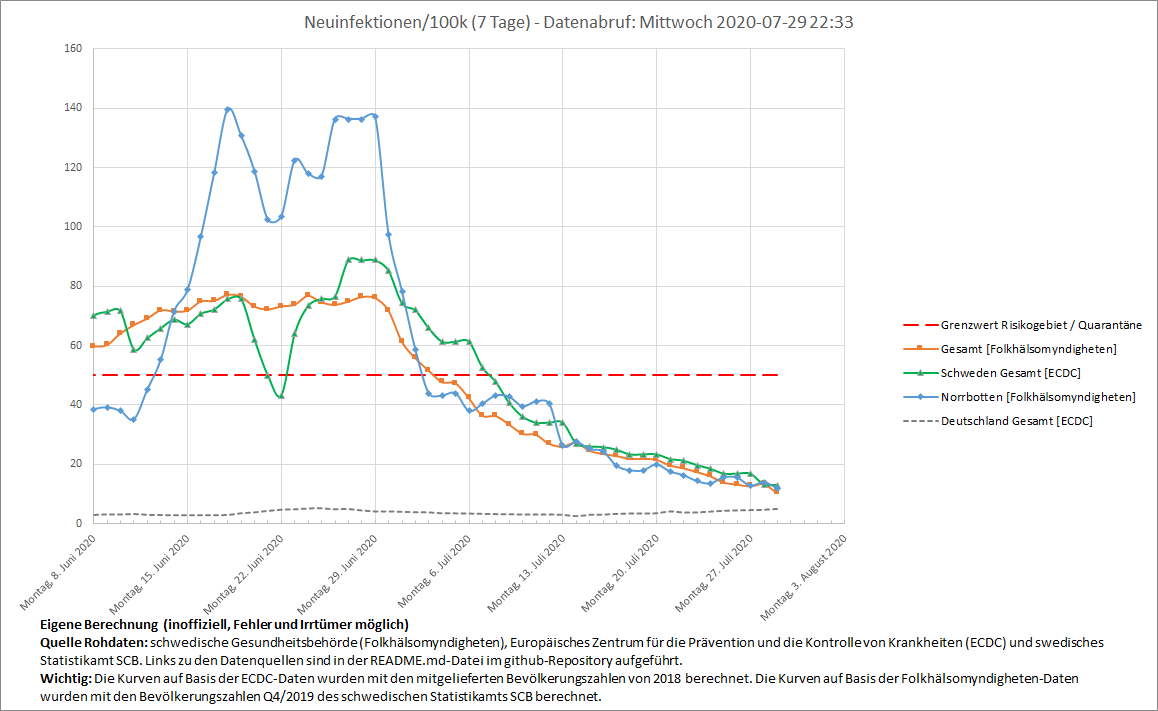 Neuinfektionen/100k (7 Tage) - Datenabruf: Mittwoch 2020-07-29 22:33
160
140
120
100
80
60
40
20
0
Montag, 8. Juni 2020
Montag, 15. Juni 2020
Montag, 22. Juni 2020
Montag, 29. Juni 2020
Montag, 6. Juli 2020
Montag, 13. Juli 2020
Montag, 20. Juli 2020
Montag, 27. Juli 2020
Montag, 3. August 2020
Grenzwert Risikogebiet / Quarantäne
Gesamt [Folkhälsomyndigheten]
Schweden Gesamt [ECDC]
Norrbotten [Folkhälsomyndigheten]
Deutschland Gesamt [ECDC]
Eigene Berechnung (inoffiziell, Fehler und Irrtümer möglich)
Quelle Rohdaten: schwedische Gesundheitsbehörde (Folkhälsomyndigheten), Europäisches Zentrum für die Prävention und die Kontrolle von Krankheiten (ECDC) und swedisches
Statistikamt SCB. Links zu den Datenquellen sind in der README.md-Datei im github-Repository aufgeführt.
Wichtig: Die Kurven auf Basis der ECDC-Daten wurden mit den mitgelieferten Bevölkerungszahlen von 2018 berechnet. Die Kurven auf Basis der Folkhälsomyndigheten-Daten
wurden mit den Bevölkerungszahlen Q4/2019 des schwedischen Statistikamts SCB berechnet.